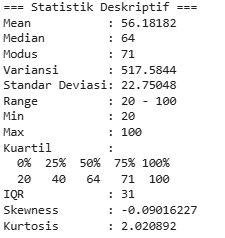 === Statistik Deskriptif ===
Mean : 56.18182
Median : 64
Modus : 71
Variansi : 517.5844
Standar Deviasi: 22.75048
Range : 20 - 100
Min : 20
Max : 100
Kuartil :
0% 25% 50% 75% 100%
20 40 64 71 100
IQR : 31
Skewness : -0.09016227
Kurtosis : 2.020892